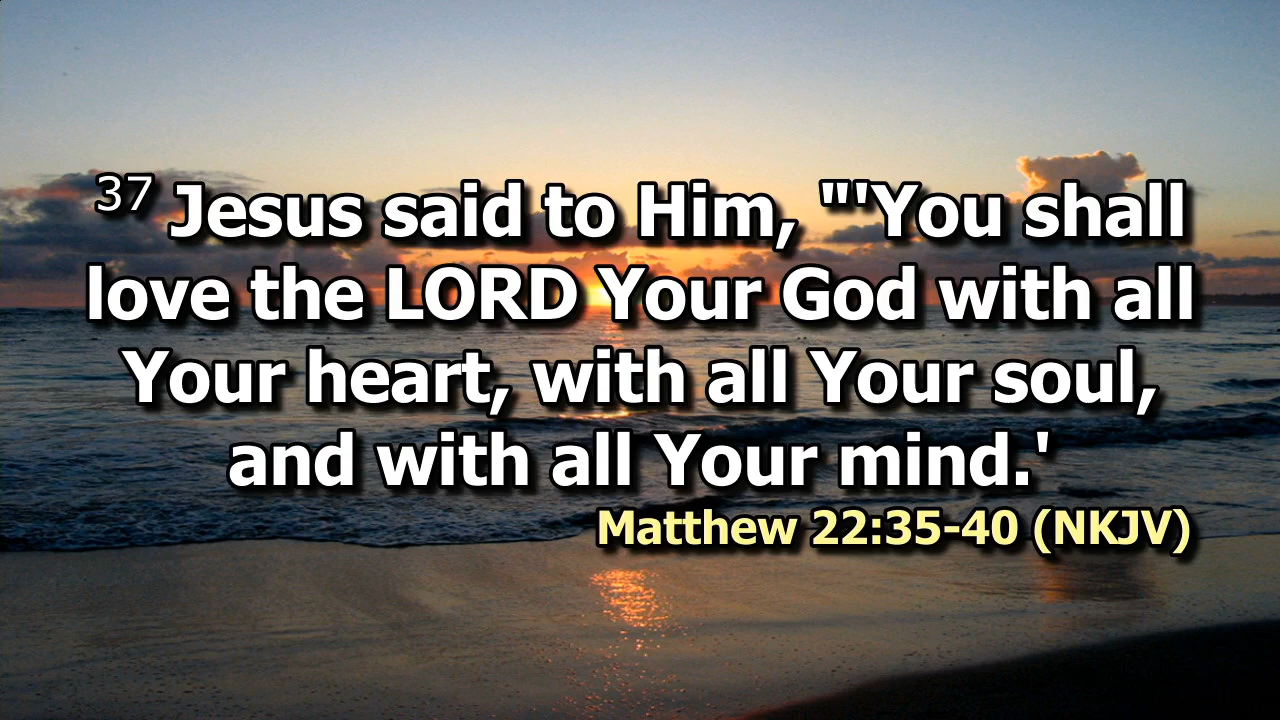 37 Jesus said to Him, "'You shall
love the LORD Your God with all
Your heart, with all Your soul,
and with all Your mind.'
Matthew 22:35-40 (NKJV)